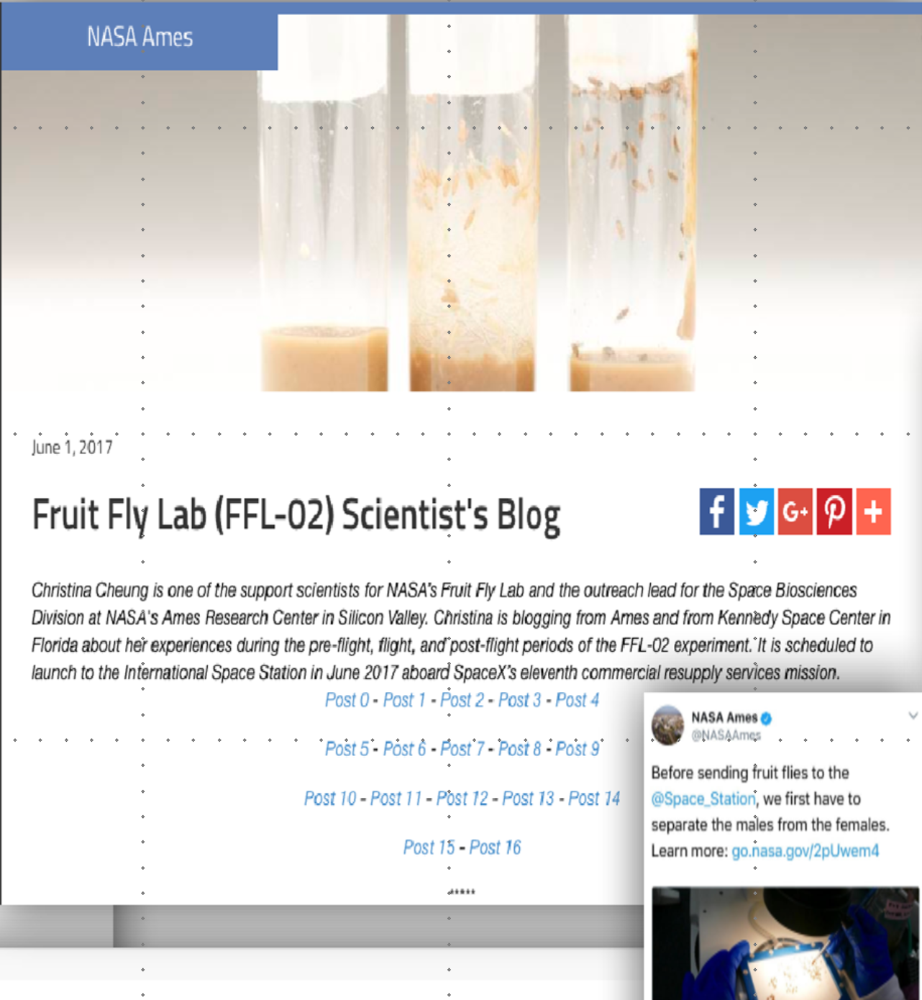 NASA Ames
June 1, 2017
Fruit Fly Lab (FFL-02) Scientist's Blog
Christina Cheung is one of the support scientists for NASA's Fruit Fly Lab and the outreach lead for the Space Biosciences
Division at NASA's Ames Research Center in Silicon Valley. Christina is blogging from Ames and from Kennedy Space Center in
Florida about her experiences during the pre-flight, flight, and post-flight periods of the FFL-02 experiment. It is scheduled to
launch to the International Space Station in June 2017 aboard SpaceX's eleventh commercial resupply services mission.
Post 0 - Post 1 - Post 2 - Post 3 - Post 4
Post 5 - Post 6 - Post 7 - Post 8 - Post 9
Post 10 - Post 11 - Post 12 - Post 13 - Post 14
Post 15 - Post 16
*****
NASA Ames
@NASAAmes
Before sending fruit flies to the
@Space_Station, we first have to
separate the males from the females.
Learn more: go.nasa.gov/2pUwem4